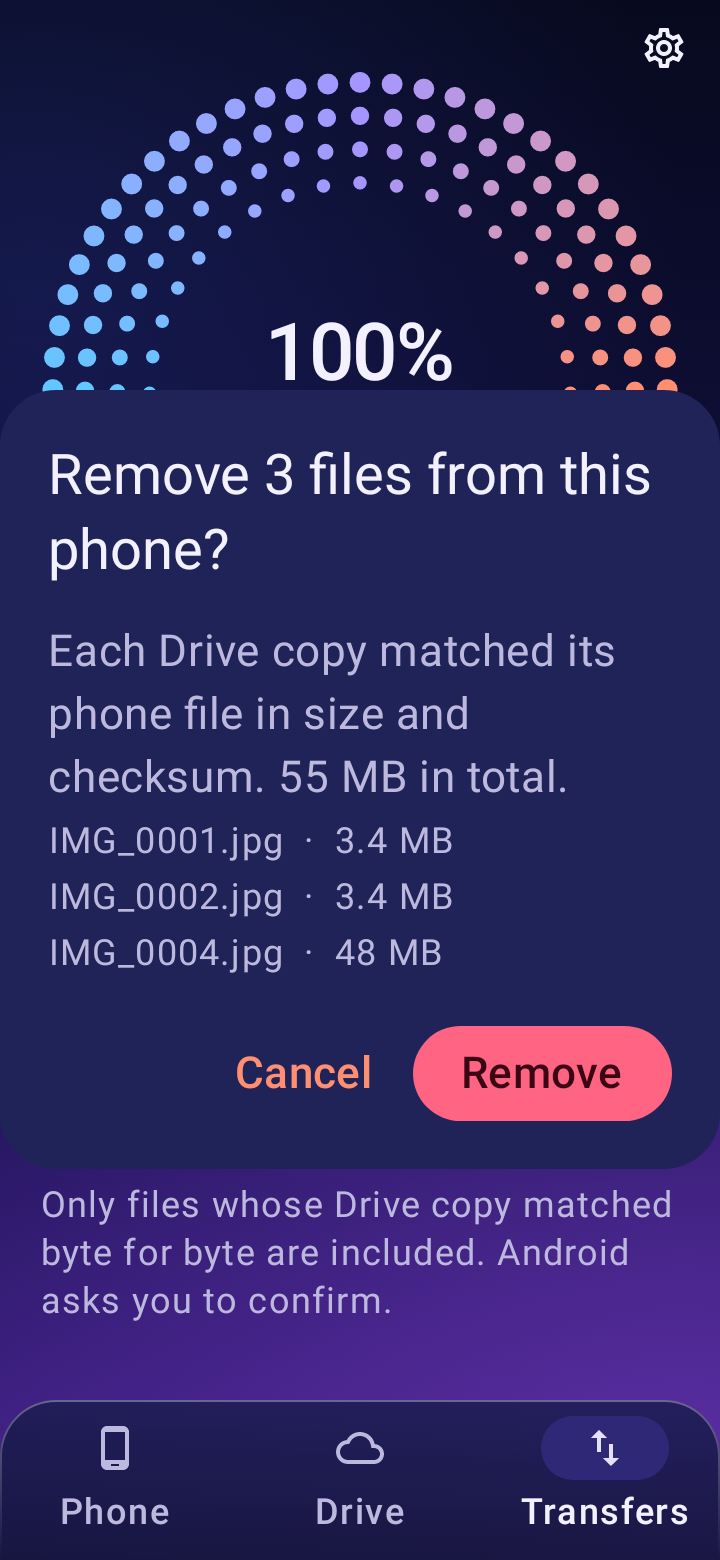 100%
Remove 3 files from this
phone?
Each Drive copy matched its
phone file in size and
checksum. 55 MB in total.
IMG_0001.jpg · 3.4 MB
IMG_0002.jpg · 3.4 MB
IMG_0004.jpg · 48 MB
Cancel
Remove
Only files whose Drive copy matched
byte for byte are included. Android
asks you to confirm.
Phone
Drive
Transfers